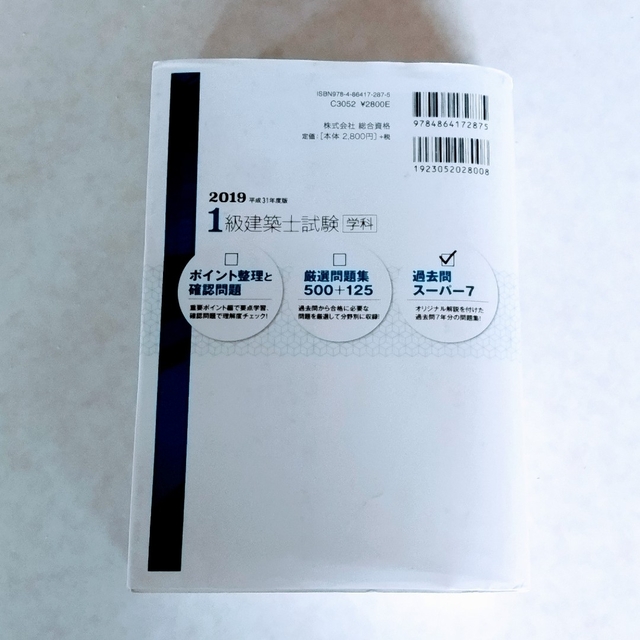 ISBN978-4-86417-287-5
C3052 ¥2800E
株式会社 総合資格
定価:[本体 2,800円]+税
9784864172875
1923052028008
2019 平成31年度版
1級建築士試験 学科
ポイント整理と
確認問題
重要ポイント編で要点学習、
確認問題で理解度チェック!
厳選問題集
500+125
過去問から合格に必要な
問題を厳選して分野別に収録!
過去問
スーパー7
オリジナル解説を付けた
過去問7年分の問題集!